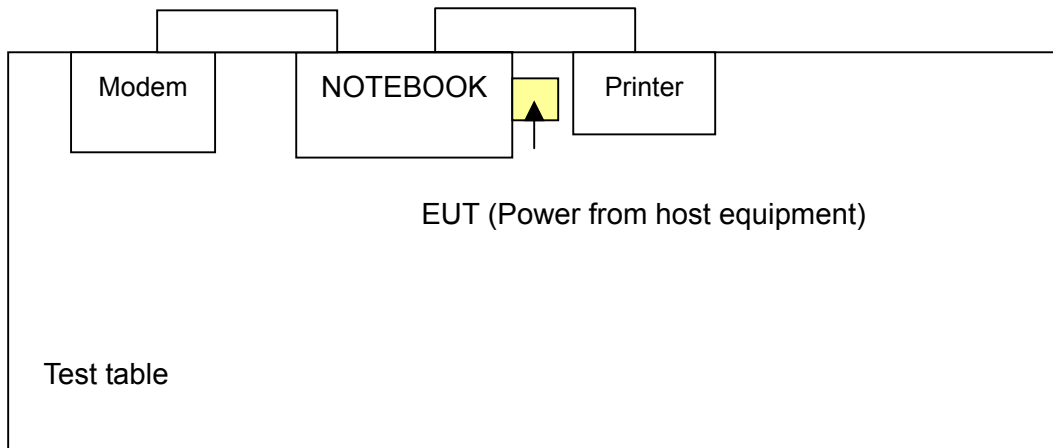 Modem
NOTEBOOK
Printer
EUT (Power from host equipment)
Test table